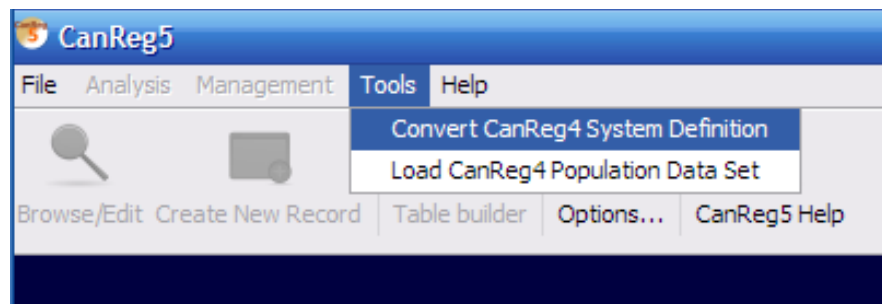 CanReg5
File Analysis Management Tools Help
Convert CanReg4 System Definition
Load CanReg4 Population Data Set
Browse/Edit Create New Record Table builder Options... CanReg5 Help